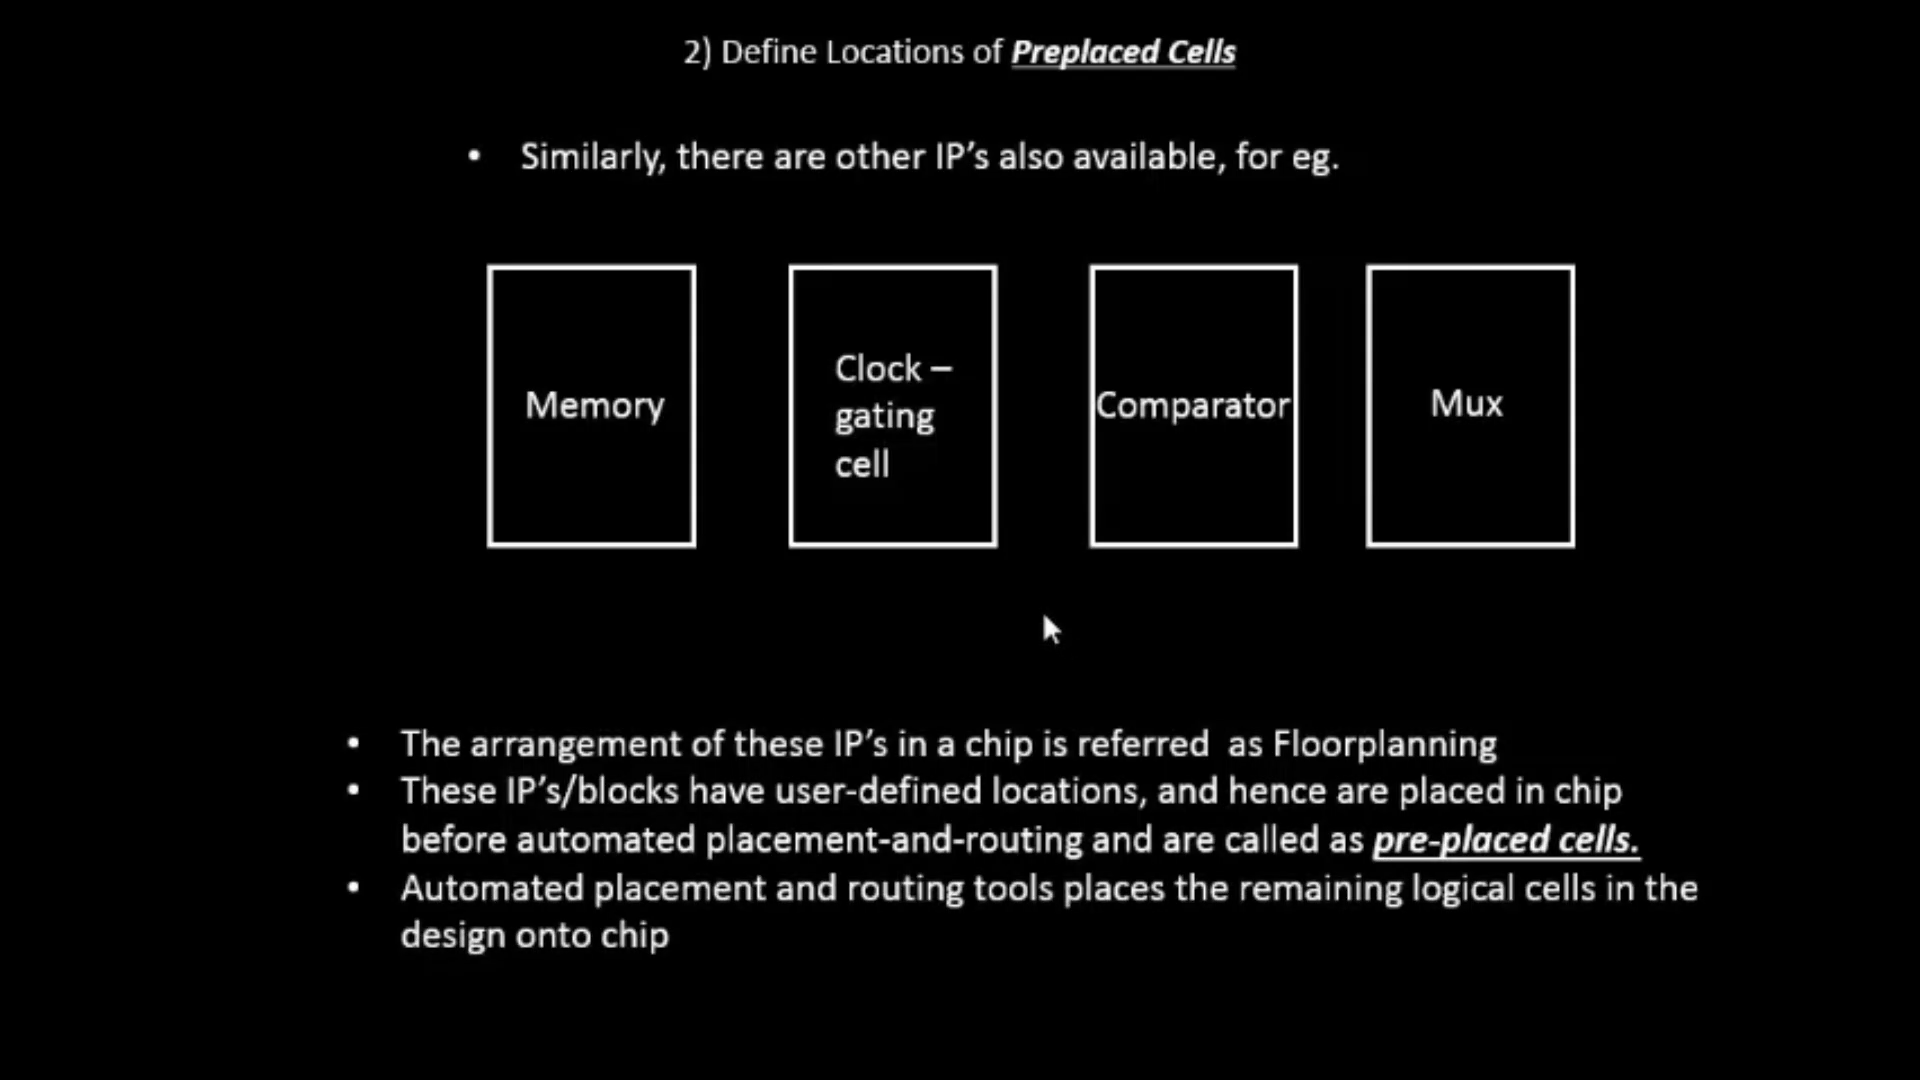 2) Define Locations of Preplaced Cells
• Similarly, there are other IP’s also available, for eg.
Memory
Clock –
gating
cell
Comparator
Mux
• The arrangement of these IP’s in a chip is referred  as Floorplanning
• These IP’s/blocks have user-defined locations, and hence are placed in chip
before automated placement-and-routing and are called as pre-placed cells.
• Automated placement and routing tools places the remaining logical cells in the
design onto chip